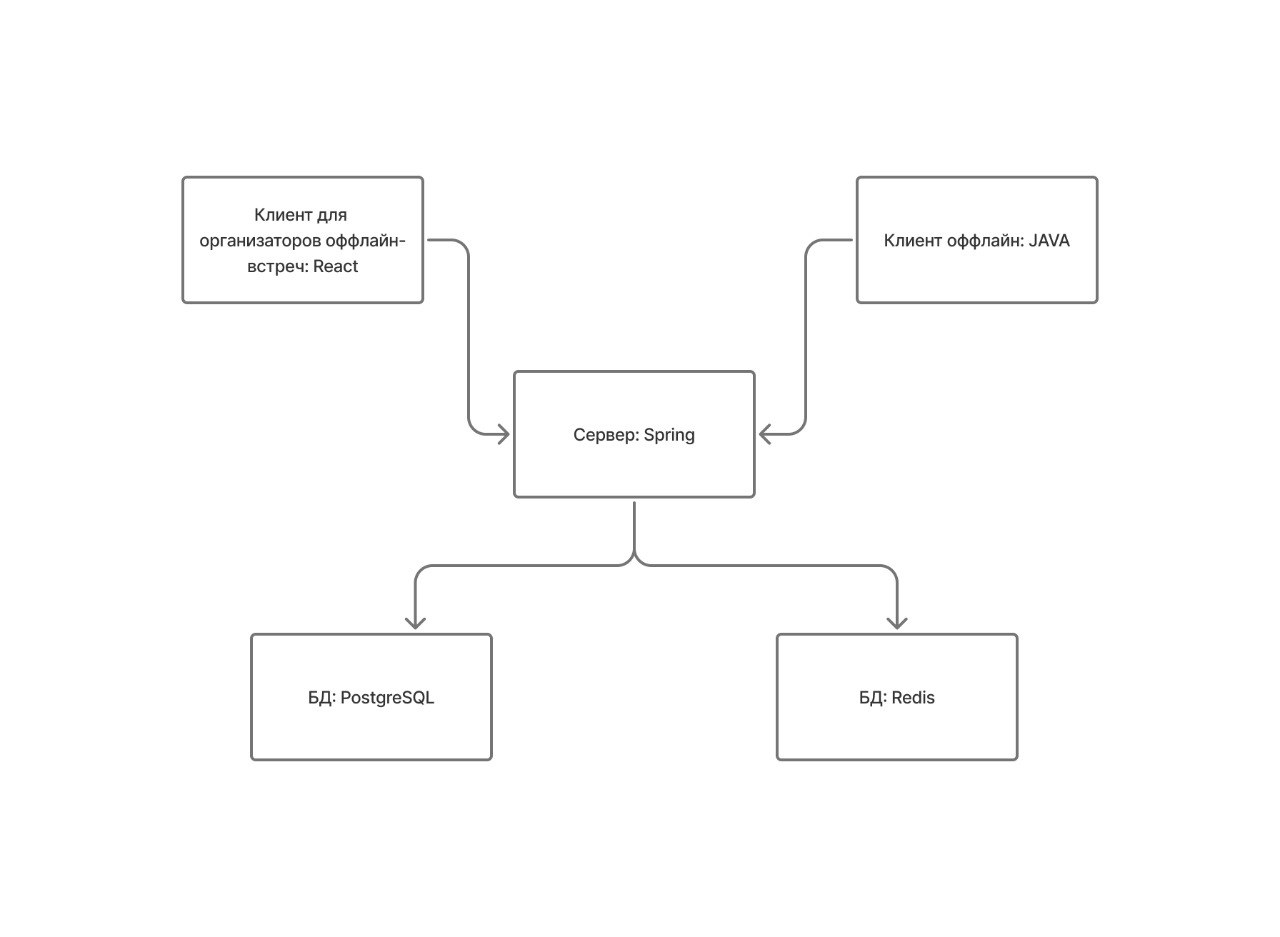 Клиент для
организаторов оффлайн-
встреч: React
Клиент оффлайн: JAVA
Сервер: Spring
БД: PostgreSQL
БД: Redis